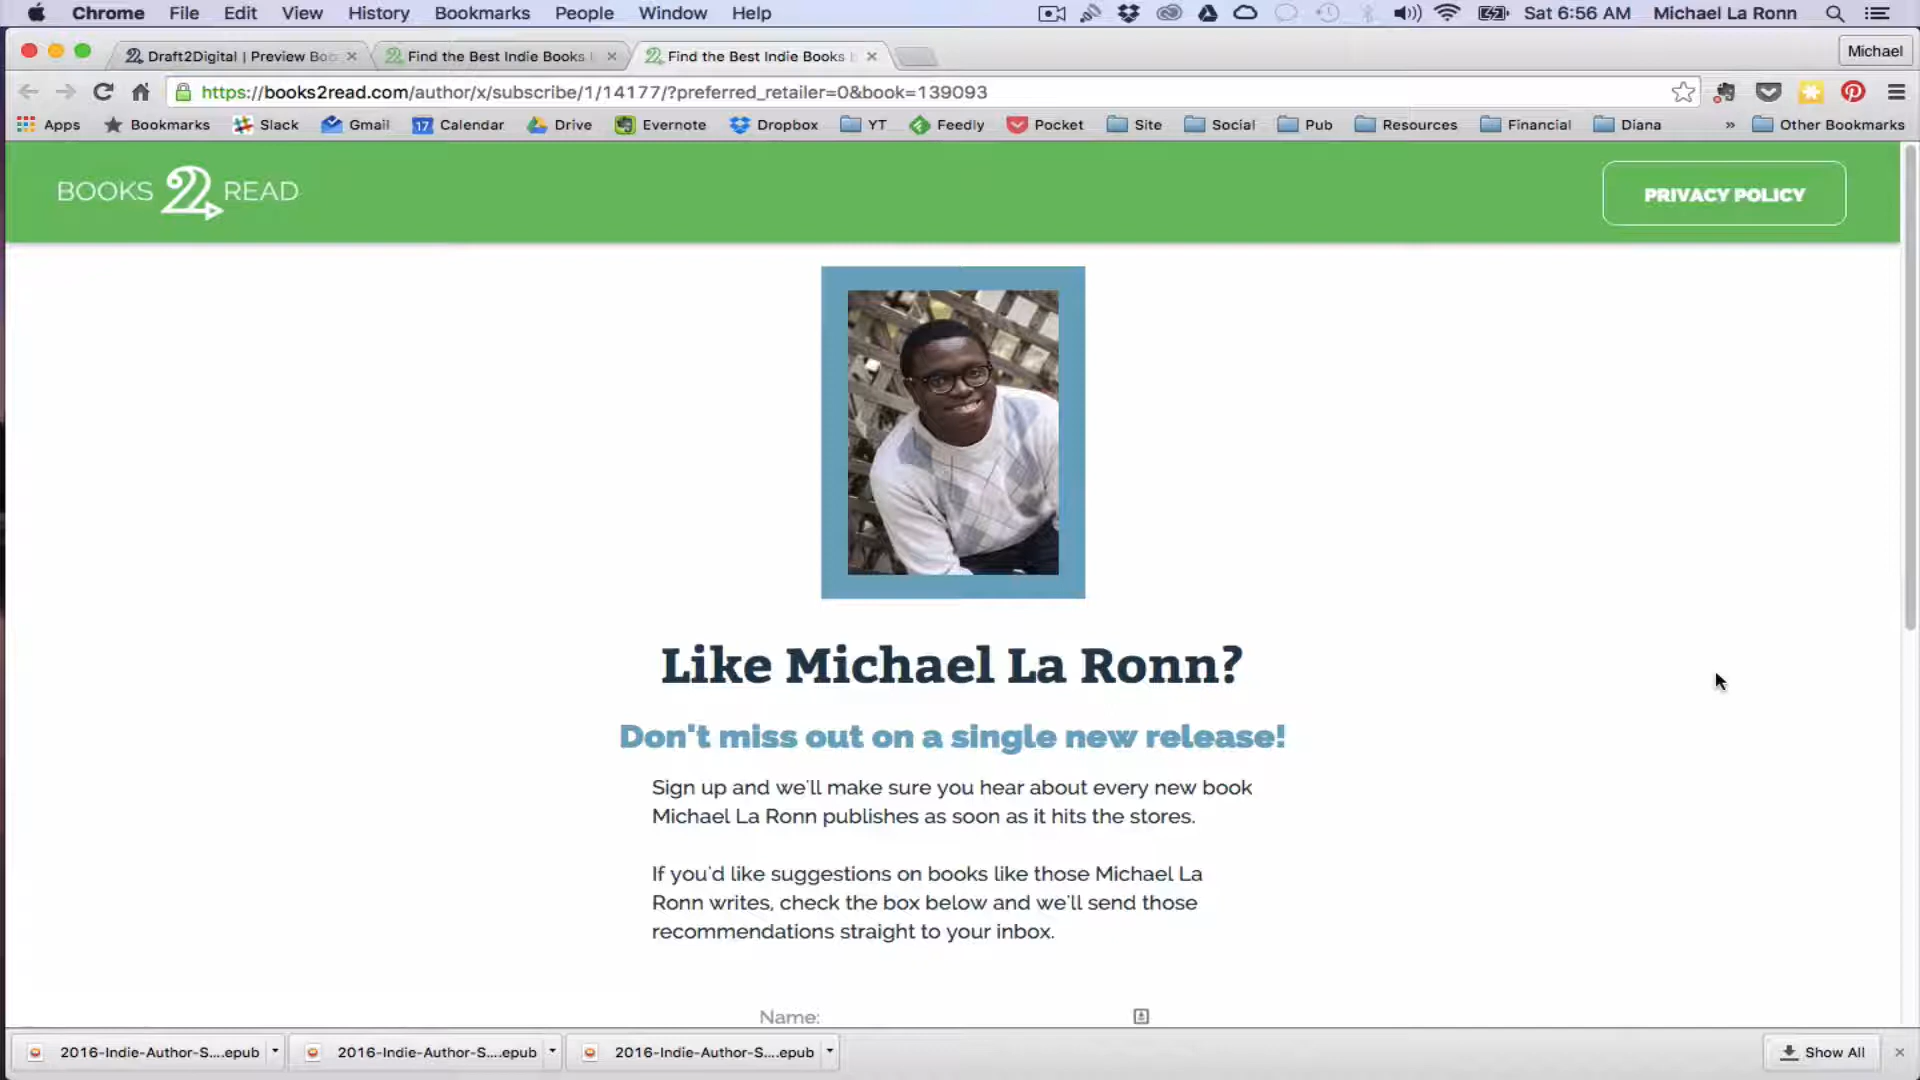 Chrome File Edit View History Bookmarks People Window Help Sat 6:56 AM Michael La Ronn
Draft2Digital | Preview Boo Find the Best Indie Books Find the Best Indie Books Michael
https://books2read.com/author/x/subscribe/1/14177/?preferred_retailer=0&book=139093
Apps Bookmarks Slack Gmail 17 Calendar Drive Evernote Dropbox YT Feedly Pocket Site Social Pub Resources Financial Diana » Other Bookmarks
BOOKS 2 READ
PRIVACY POLICY
Like Michael La Ronn?
Don't miss out on a single new release!
Sign up and we'll make sure you hear about every new book
Michael La Ronn publishes as soon as it hits the stores.
If you'd like suggestions on books like those Michael La
Ronn writes, check the box below and we'll send those
recommendations straight to your inbox.
Name:
2016-Indie-Author-S....epub 2016-Indie-Author-S....epub 2016-Indie-Author-S....epub Show All